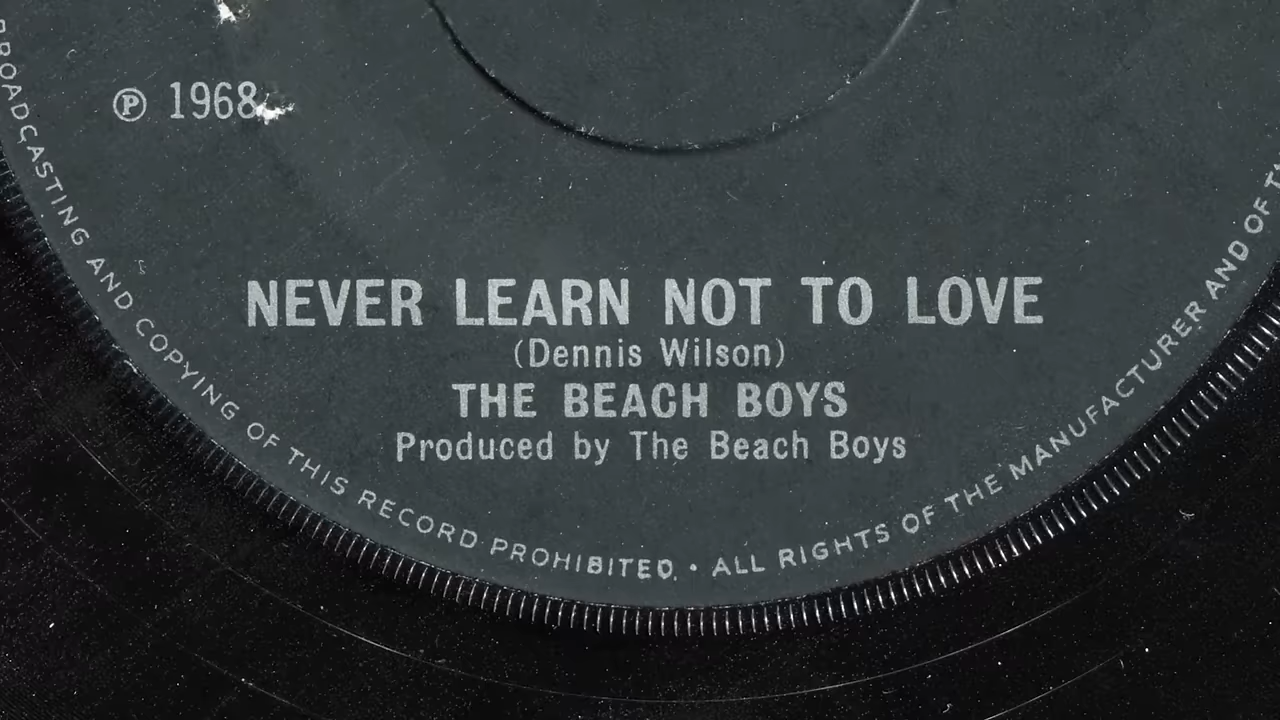 ℗ 1968
NEVER LEARN NOT TO LOVE
(Dennis Wilson)
THE BEACH BOYS
Produced by The Beach Boys
BROADCASTING AND COPYING OF THIS RECORD PROHIBITED. • ALL RIGHTS OF THE MANUFACTURER AND OF